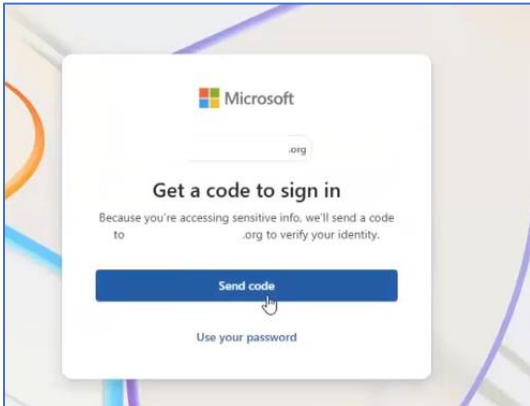 Microsoft
.org
Get a code to sign in
Because you're accessing sensitive info, we'll send a code
to .org to verify your identity.
Send code
Use your password